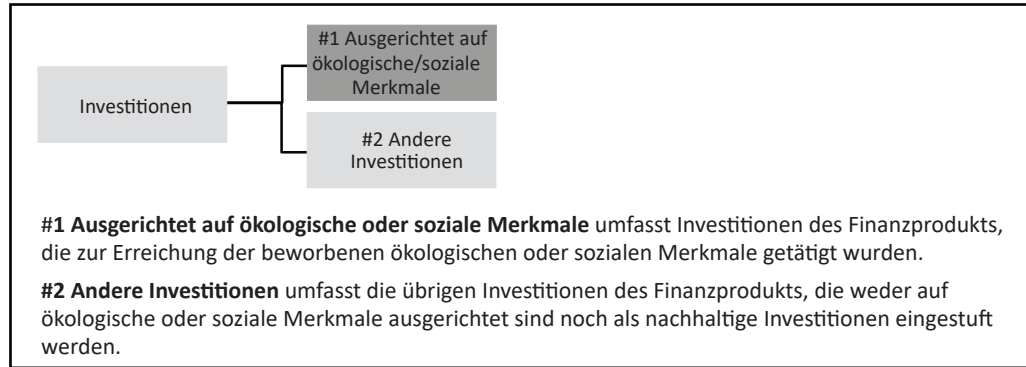 #1 Ausgerichtet auf
ökologische/soziale
Merkmale
Investitionen
#2 Andere
Investitionen
#1 Ausgerichtet auf ökologische oder soziale Merkmale umfasst Investitionen des Finanzprodukts,
die zur Erreichung der beworbenen ökologischen oder sozialen Merkmale getätigt wurden.
#2 Andere Investitionen umfasst die übrigen Investitionen des Finanzprodukts, die weder auf
ökologische oder soziale Merkmale ausgerichtet sind noch als nachhaltige Investitionen eingestuft
werden.